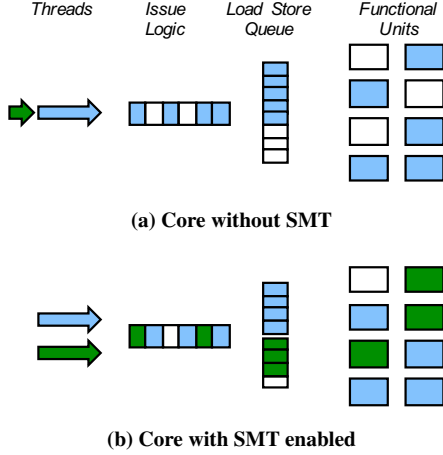 Threads
Issue Logic
Load Store Queue
Functional Units
(a) Core without SMT
(b) Core with SMT enabled